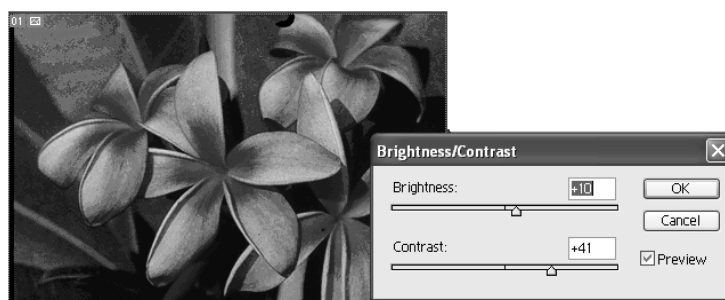 01
Brightness/Contrast
Brightness:
+10
OK
Cancel
Contrast:
+41
Preview